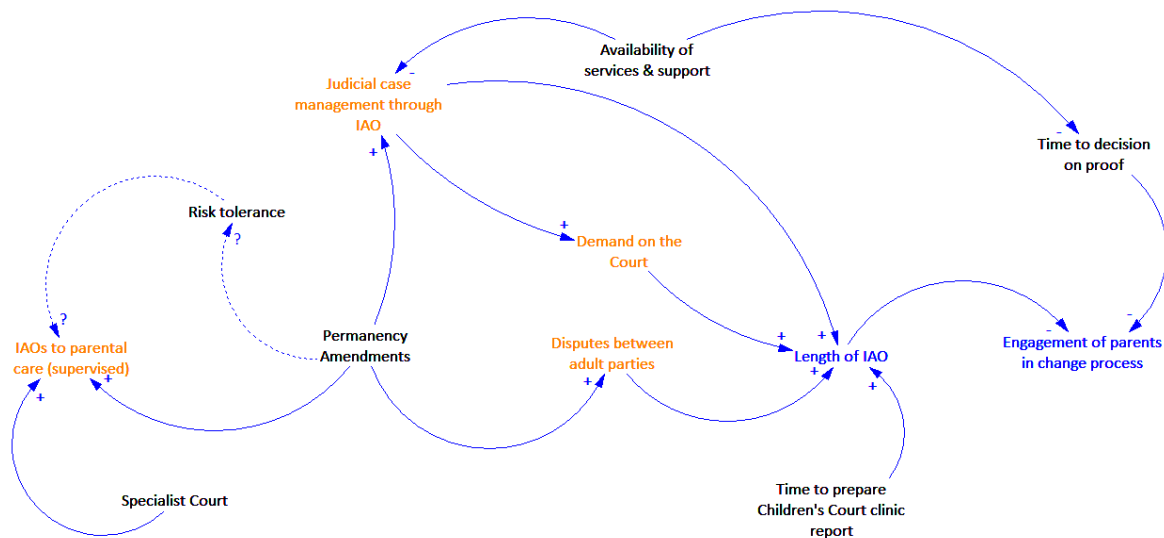 Availability of
services & support
-
Judicial case
management through
IAO
+
-
Time to decision
on proof
Risk tolerance
?
+
Demand on the
Court
?
IAOs to parental
care (supervised)
+
+
Permanency
Amendments
Disputes between
adult parties
+
+
+
Length of IAO
+
+
-
-
Engagement of parents
in change process
Specialist Court
Time to prepare
Children's Court clinic
report